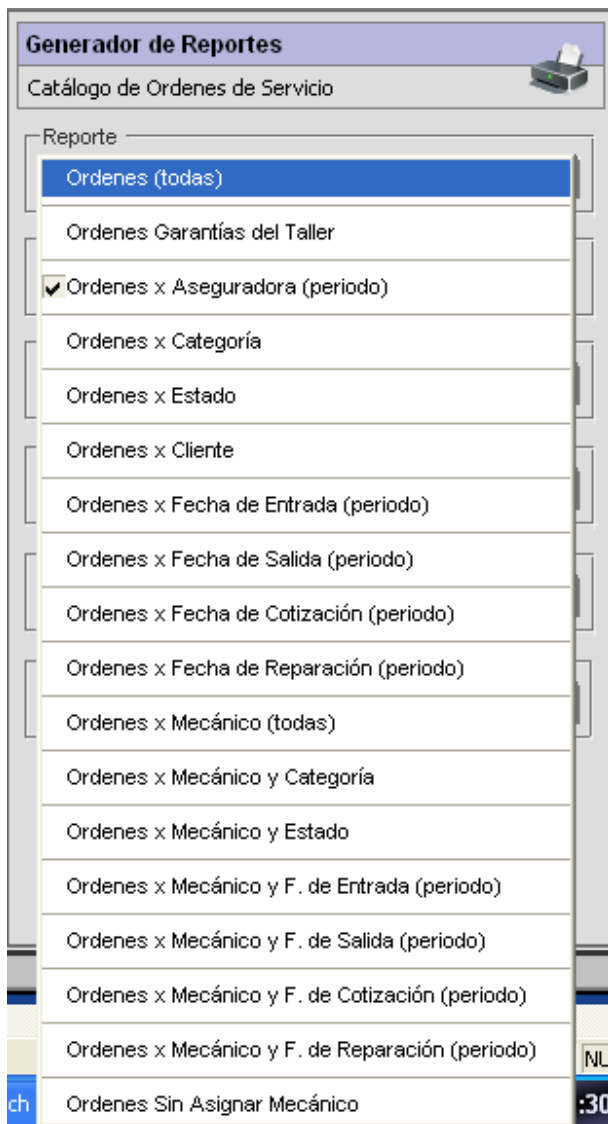 Generador de Reportes
Catálogo de Ordenes de Servicio
Reporte
Ordenes (todas)
Ordenes Garantías del Taller
Ordenes x Aseguradora (periodo)
Ordenes x Categoría
Ordenes x Estado
Ordenes x Cliente
Ordenes x Fecha de Entrada (periodo)
Ordenes x Fecha de Salida (periodo)
Ordenes x Fecha de Cotización (periodo)
Ordenes x Fecha de Reparación (periodo)
Ordenes x Mecánico (todas)
Ordenes x Mecánico y Categoría
Ordenes x Mecánico y Estado
Ordenes x Mecánico y F. de Entrada (periodo)
Ordenes x Mecánico y F. de Salida (periodo)
Ordenes x Mecánico y F. de Cotización (periodo)
Ordenes x Mecánico y F. de Reparación (periodo)
NU
ch
Ordenes Sin Asignar Mecánico
:30